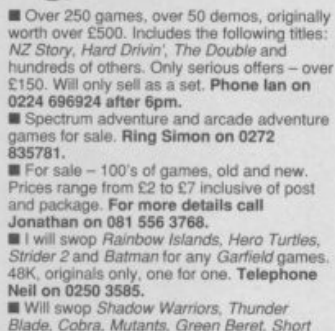 ■ Over 250 games, over 50 demos, originally
worth over £500. Includes the following titles:
NZ Story, Hard Drivin', The Double and
hundreds of others. Only serious offers – over
£150. Will only sell as a set. Phone Ian on
0224 696924 after 6pm.
■ Spectrum adventure and arcade adventure
games for sale. Ring Simon on 0272
835781.
■ For sale – 100's of games, old and new.
Prices range from £2 to £7 inclusive of post
and package. For more details call
Jonathan on 081 556 3768.
■ I will swop Rainbow Islands, Hero Turtles,
Strider 2 and Batman for any Garfield games.
48K, originals only, one for one. Telephone
Neil on 0250 3585.
■ Will swop Shadow Warriors, Thunder
Blade, Cobra, Mutants, Green Beret, Short